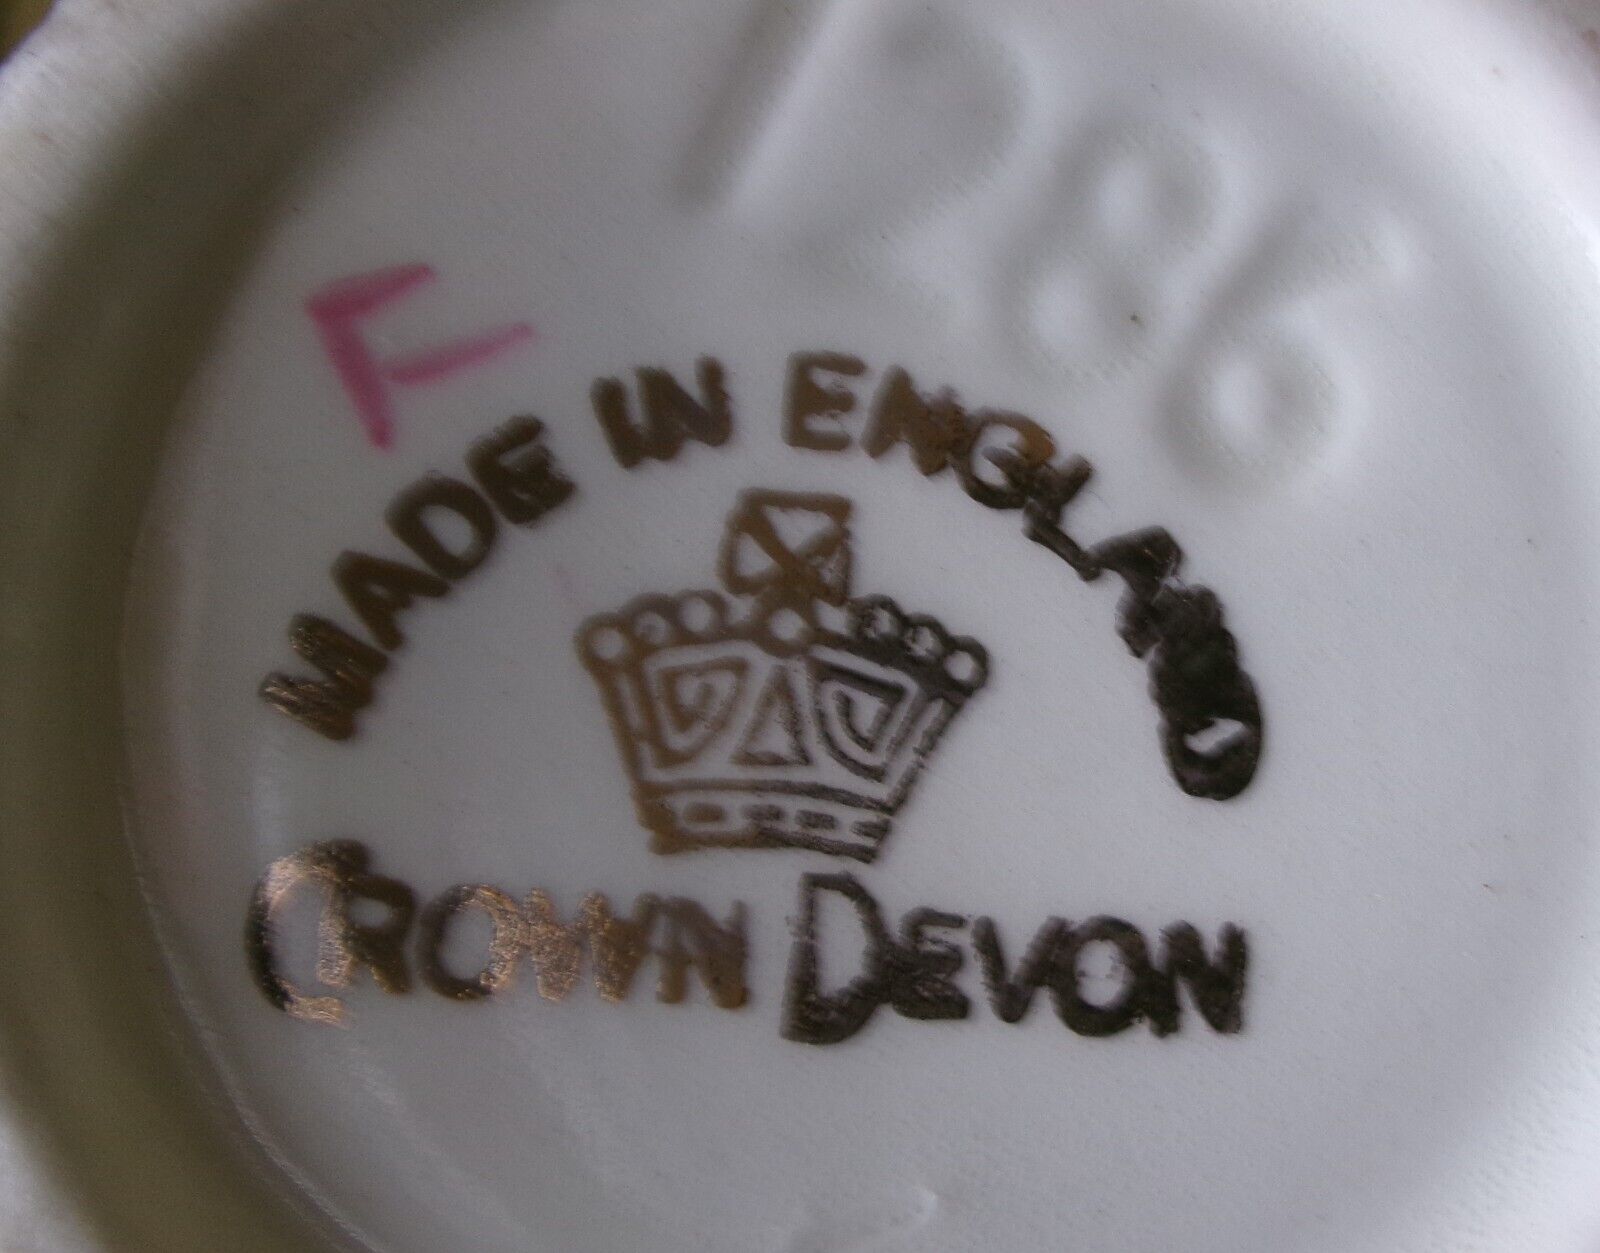 1286
F
MADE IN ENGLAND
CROWN DEVON